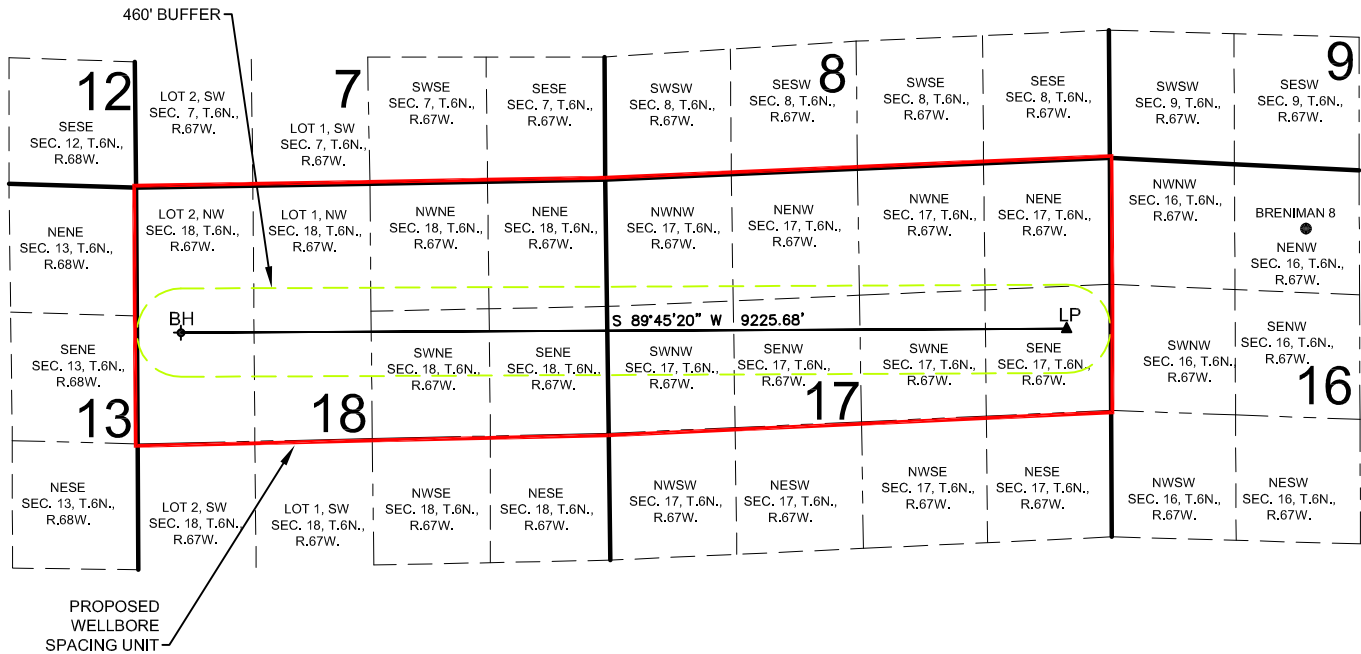 460' BUFFER
12
SESE
SEC. 12, T.6N.,
R.68W.
LOT 2, SW
SEC. 7, T.6N.,
R.67W.
7
LOT 1, SW
SEC. 7, T.6N.,
R.67W.
SWSE
SEC. 7, T.6N.,
R.67W.
SESE
SEC. 7, T.6N.,
R.67W.
SWSW
SEC. 8, T.6N.,
R.67W.
8
SESW
SEC. 8, T.6N.,
R.67W.
SWSE
SEC. 8, T.6N.,
R.67W.
SESE
SEC. 8, T.6N.,
R.67W.
SWSW
SEC. 9, T.6N.,
R.67W.
9
SESW
SEC. 9, T.6N.,
R.67W.
NENE
SEC. 13, T.6N.,
R.68W.
LOT 2, NW
SEC. 18, T.6N.,
R.67W.
LOT 1, NW
SEC. 18, T.6N.,
R.67W.
NWNE
SEC. 18, T.6N.,
R.67W.
NENE
SEC. 18, T.6N.,
R.67W.
NWNW
SEC. 17, T.6N.,
R.67W.
NENW
SEC. 17, T.6N.,
R.67W.
NWNE
SEC. 17, T.6N.,
R.67W.
NENE
SEC. 17, T.6N.,
R.67W.
NWNW
SEC. 16, T.6N.,
R.67W.
BRENIMAN 8
NENW
SEC. 16, T.6N.,
R.67W.
BH
S 89°45'20" W 9225.68'
LP
SENE
SEC. 13, T.6N.,
R.68W.
13
18
SWNE
SEC. 18, T.6N.,
R.67W.
SENE
SEC. 18, T.6N.,
R.67W.
SWNW
SEC. 17, T.6N.,
R.67W.
SENW
SEC. 17, T.6N.,
R.67W.
17
SWNE
SEC. 17, T.6N.,
R.67W.
SENE
SEC. 17, T.6N.,
R.67W.
SWNW
SEC. 16, T.6N.,
R.67W.
SENW
SEC. 16, T.6N.,
R.67W.
16
NESE
SEC. 13, T.6N.,
R.68W.
LOT 2, SW
SEC. 18, T.6N.,
R.67W.
LOT 1, SW
SEC. 18, T.6N.,
R.67W.
NWSE
SEC. 18, T.6N.,
R.67W.
NESE
SEC. 18, T.6N.,
R.67W.
NWSW
SEC. 17, T.6N.,
R.67W.
NESW
SEC. 17, T.6N.,
R.67W.
NWSE
SEC. 17, T.6N.,
R.67W.
NESE
SEC. 17, T.6N.,
R.67W.
NWSW
SEC. 16, T.6N.,
R.67W.
NESW
SEC. 16, T.6N.,
R.67W.
PROPOSED
WELLBORE
SPACING UNIT